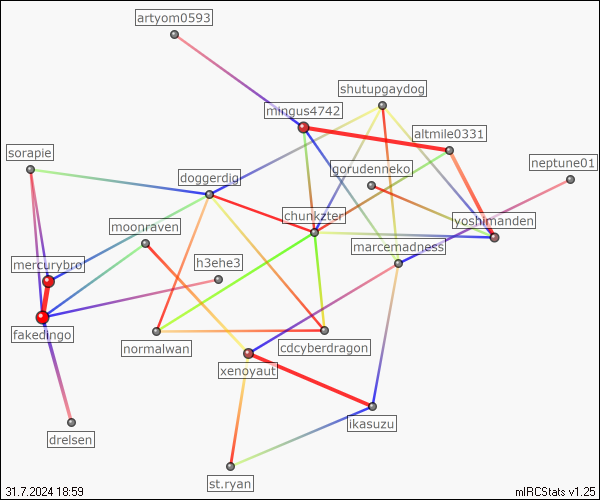 artyom0593
shutupgaydog
mingus4742
altmile0331
sorapie
gorudenneko
neptune01
doggerdig
chunkzter
yoshimanden
moonraven
marcemadness
mercurybro
h3ehe3
fakedingo
normalwan
cdcyberdragon
xenoyaut
ikasuzu
drelsen
st.ryan
31.7.2024 18:59
mIRCStats v1.25